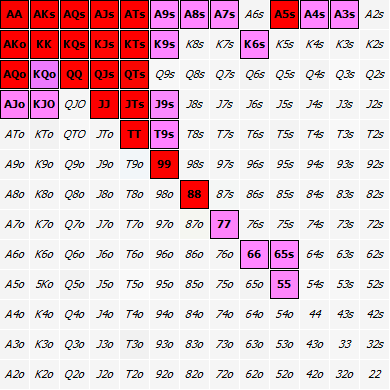 AA AKs AQs AJs ATs A9s A8s A7s A6s A5s A4s A3s A2s
AKo KK KQs KJs KTs K9s K8s K7s K6s K5s K4s K3s K2s
AQo KQo QQ QJs QTs Q9s Q8s Q7s Q6s Q5s Q4s Q3s Q2s
AJo KJO QJO JJ JTs J9s J8s J7s J6s J5s J4s J3s J2s
ATo KTo QTO JTo TT T9s T8s T7s T6s T5s T4s T3s T2s
A9o K9o Q9o J9o T9o 99 98s 97s 96s 95s 94s 93s 92s
A8o K8o Q8o J8o T8o 98o 88 87s 86s 85s 84s 83s 82s
A7o K7o Q7o J7o T7o 97o 87o 77 76s 75s 74s 73s 72s
A6o K6o Q6o J6o T6o 96o 86o 76o 66 65s 64s 63s 62s
A5o 5Ko Q5o J5o T5o 95o 85o 75o 65o 55 54s 53s 52s
A4o K4o Q4o J4o T4o 94o 84o 74o 64o 54o 44 43s 42s
A3o K3o Q3o J3o T3o 93o 83o 73o 63o 53o 43o 33 32s
A2o K2o Q2o J2o T2o 92o 82o 72o 62o 52o 42o 32o 22